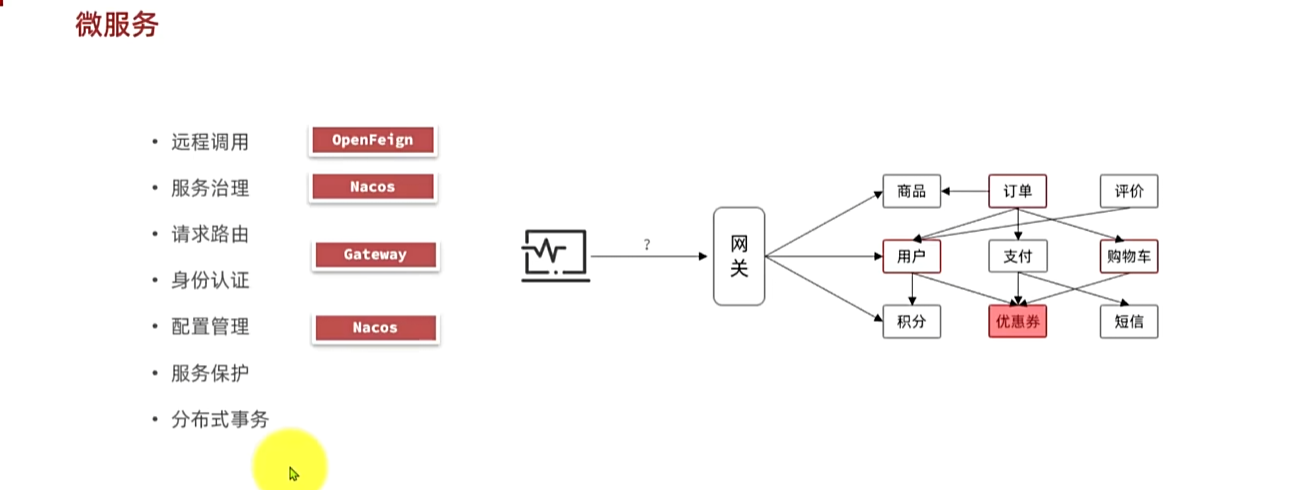 微服务
• 远程调用
OpenFeign
• 服务治理
Nacos
• 请求路由
• 身份认证
Gateway
• 配置管理
Nacos
• 服务保护
• 分布式事务
?
网
关
商品
订单
评价
用户
支付
购物车
积分
优惠券
短信